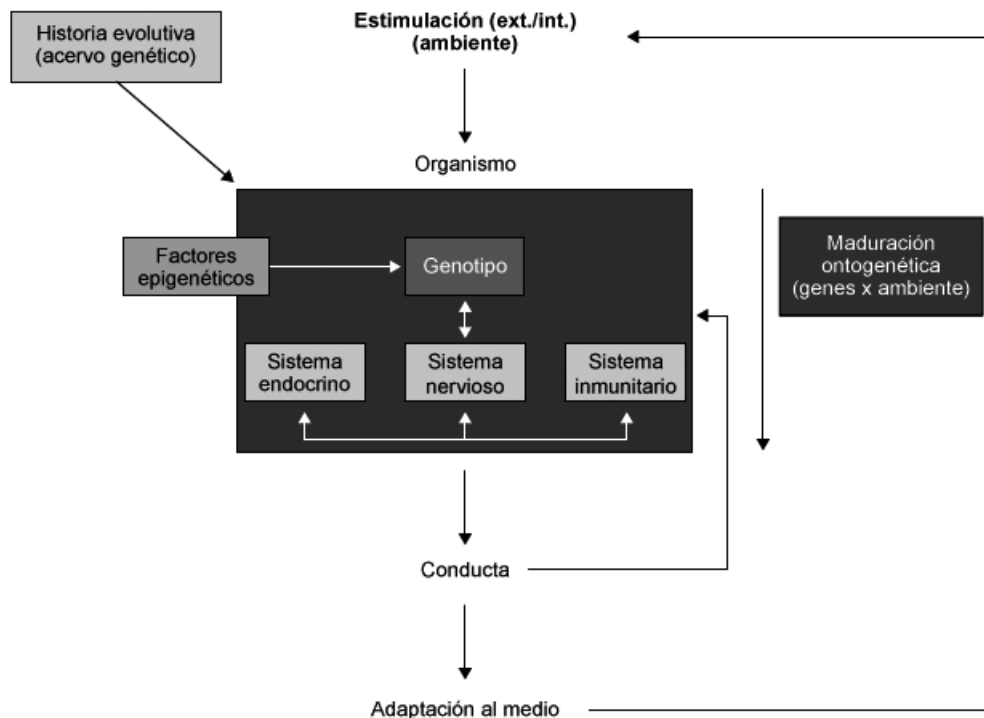 Historia evolutiva
(acervo genético)
Estimulación (ext./int.)
(ambiente)
Organismo
Factores
epigenéticos
Genotipo
Maduración
ontogenética
(genes x ambiente)
Sistema
endocrino
Sistema
nervioso
Sistema
inmunitario
Conducta
Adaptación al medio